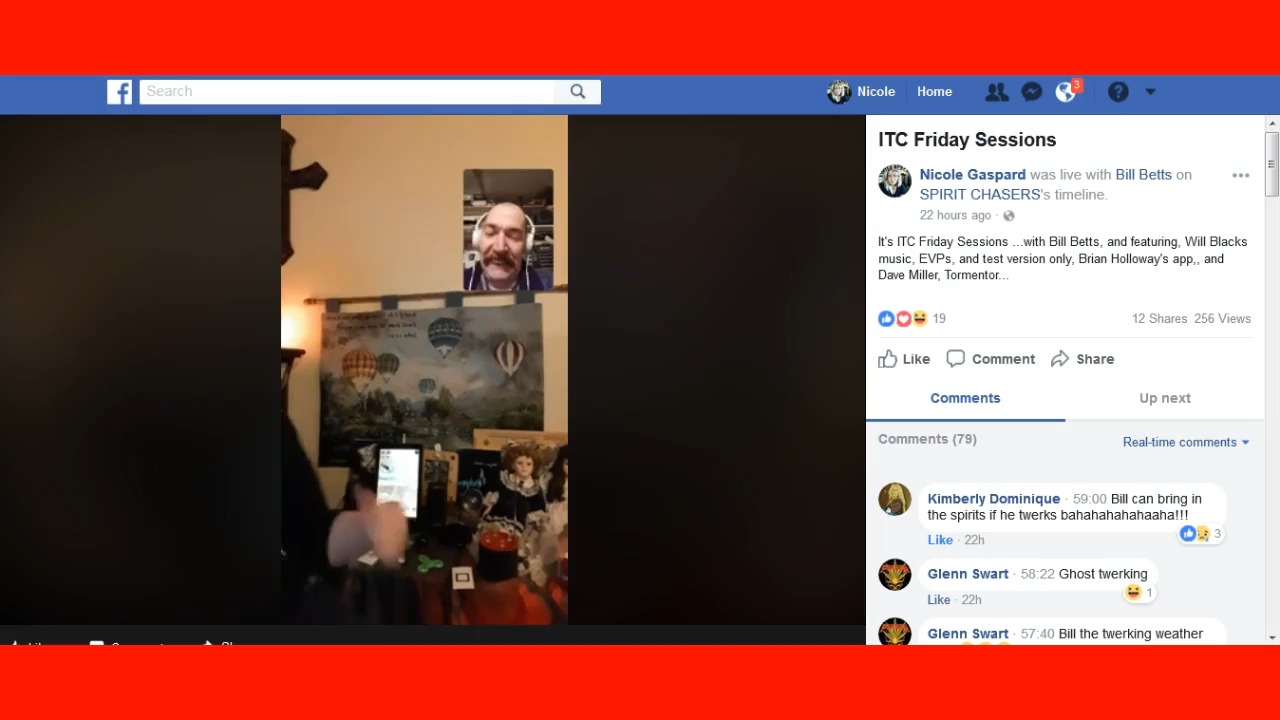 Search
Nicole
Home
3
ITC Friday Sessions
Nicole Gaspard was live with Bill Betts on
SPIRIT CHASERS's timeline.
22 hours ago ·
It's ITC Friday Sessions ...with Bill Betts, and featuring, Will Blacks
music, EVPs, and test version only, Brian Holloway's app,, and
Dave Miller, Tormentor...
19
12 Shares 256 Views
Like
Comment
Share
Comments
Up next
Comments (79)
Real-time comments
Kimberly Dominique · 59:00 Bill can bring in
the spirits if he twerks bahahahahahaaha!!!
3
Like · 22h
Glenn Swart · 58:22 Ghost twerking
1
Like · 22h
Glenn Swart · 57:40 Bill the twerking weather